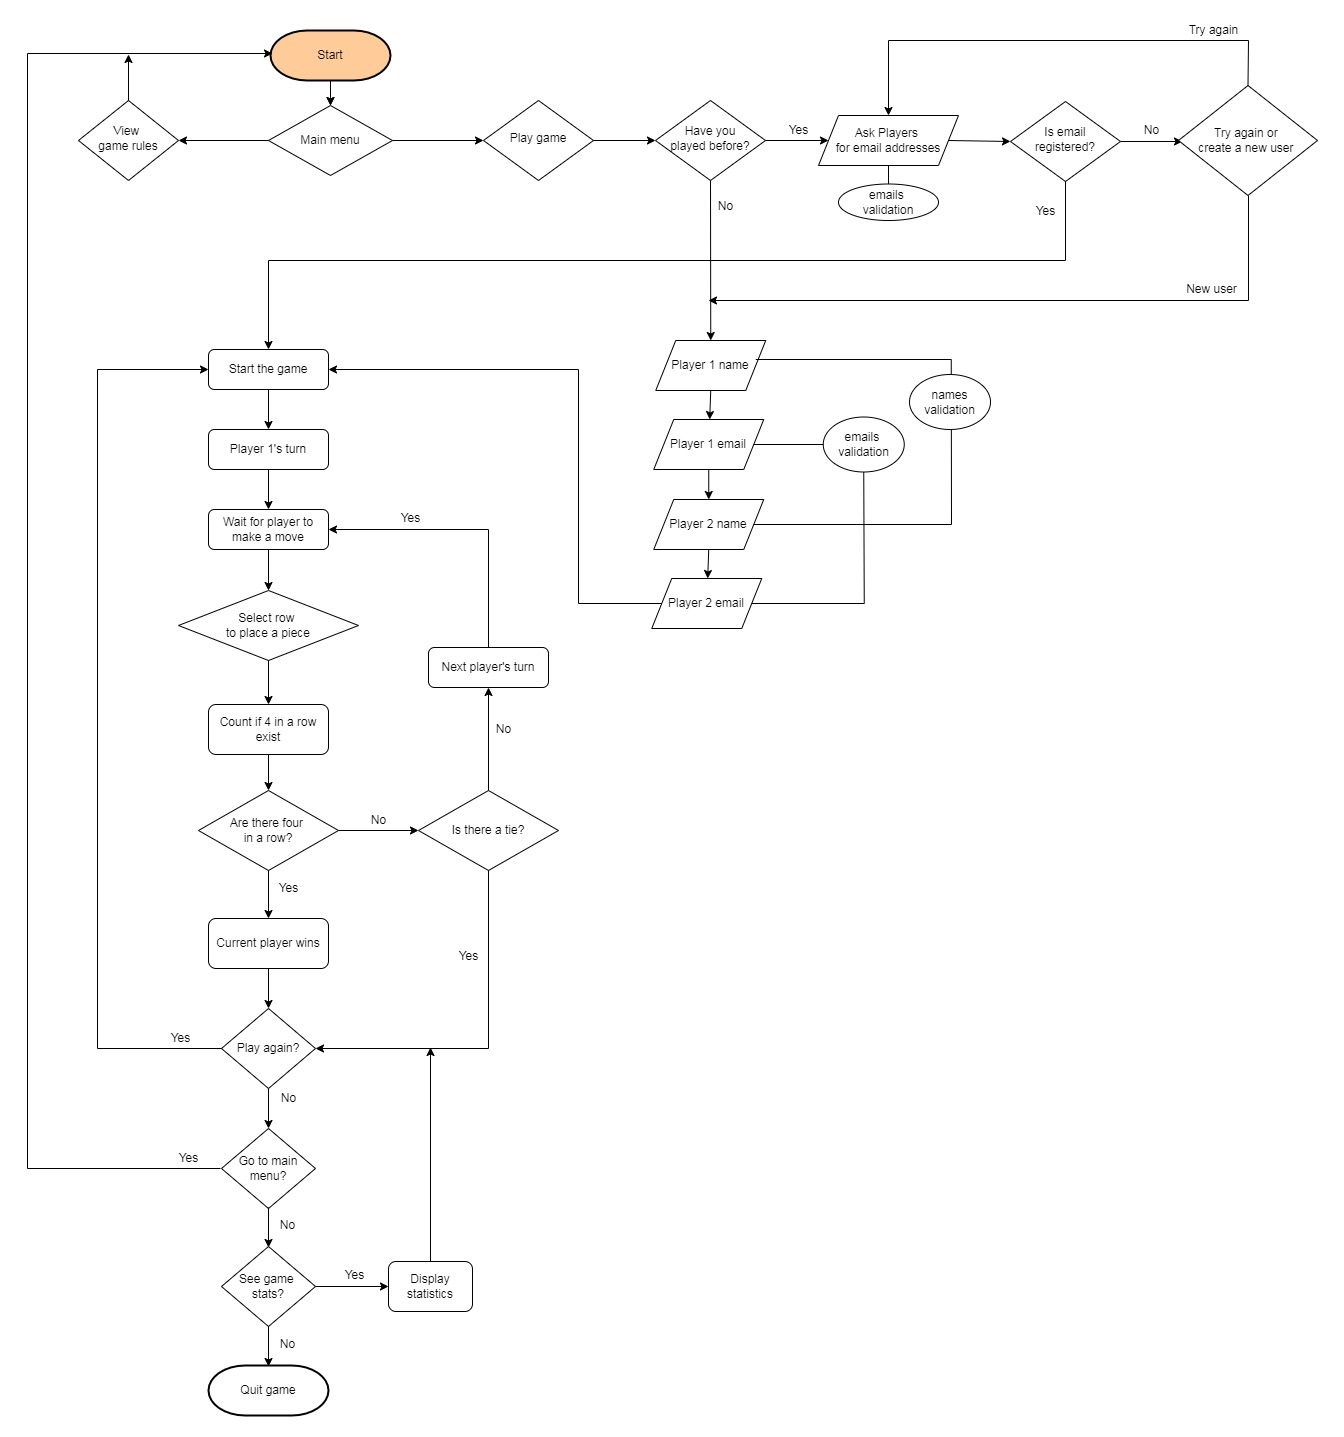 Try again
Start
View
game rules
Main menu
Play game
Have you
played before?
Yes
Ask Players
for email addresses
Is email
registered?
No
Try again or
create a new user
emails
validation
No
Yes
New user
Start the game
Player 1 name
names
validation
Player 1's turn
Player 1 email
emails
validation
Wait for player to
make a move
Yes
Player 2 name
Select row
to place a piece
Player 2 email
Next player's turn
Count if 4 in a row
exist
No
Are there four
in a row?
No
Is there a tie?
Yes
Current player wins
Yes
Play again?
Yes
No
Go to main
menu?
Yes
No
See game
stats?
Yes
Display
statistics
No
Quit game